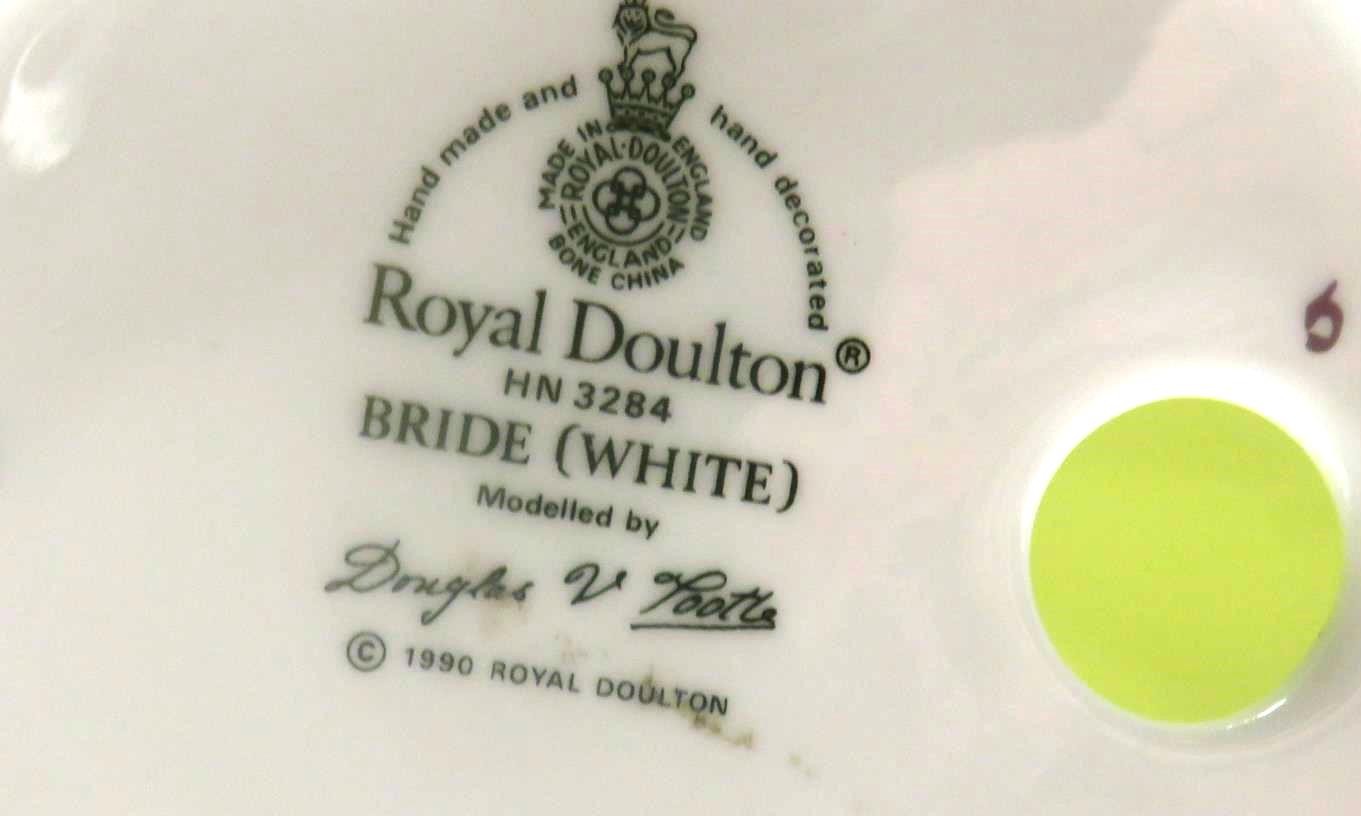 Hand made and hand decorated
MADE IN ENGLAND
ROYAL·DOULTON
ENGLAND
BONE CHINA
Royal Doulton®
HN 3284
BRIDE (WHITE)
Modelled by
Douglas V Tootle
© 1990 ROYAL DOULTON
6